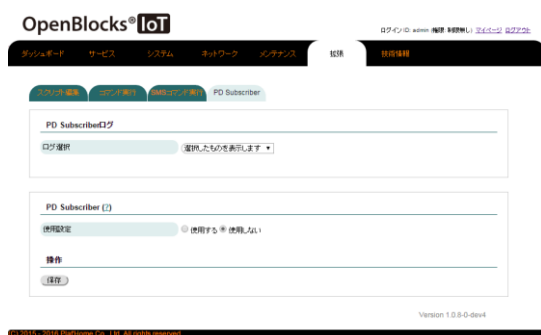 OpenBlocks® IoT
ログインID: admin (権限: 制限無し) マイページ ログアウト
ダッシュボード サービス システム ネットワーク メンテナンス 拡張 技術情報
スクリプト編集 コマンド実行 SMSコマンド実行 PD Subscriber
PD Subscriberログ
ログ選択 選択したものを表示します
PD Subscriber (?)
使用設定 使用する 使用しない
操作
保存
Version 1.0.8-0-dev4
(C) 2015 - 2016 Plat'Home Co., Ltd. All rights reserved.